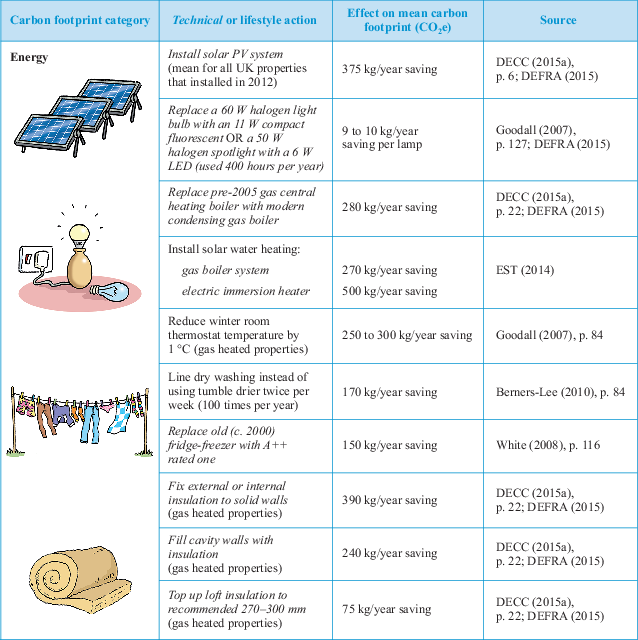 Carbon footprint category
Technical or lifestyle action
Effect on mean carbon
footprint (CO₂e)
Source
Energy
Install solar PV system
(mean for all UK properties
that installed in 2012)
375 kg/year saving
DECC (2015a),
p. 6; DEFRA (2015)
Replace a 60 W halogen light
bulb with an 11 W compact
fluorescent OR a 50 W
halogen spotlight with a 6 W
LED (used 400 hours per year)
9 to 10 kg/year
saving per lamp
Goodall (2007),
p. 127; DEFRA (2015)
Replace pre-2005 gas central
heating boiler with modern
condensing gas boiler
280 kg/year saving
DECC (2015a),
p. 22; DEFRA (2015)
Install solar water heating:
gas boiler system
270 kg/year saving
EST (2014)
electric immersion heater
500 kg/year saving
Reduce winter room
thermostat temperature by
1 °C (gas heated properties)
250 to 300 kg/year saving
Goodall (2007), p. 84
Line dry washing instead of
using tumble drier twice per
week (100 times per year)
170 kg/year saving
Berners-Lee (2010), p. 84
Replace old (c. 2000)
fridge-freezer with A++
rated one
150 kg/year saving
White (2008), p. 116
Fix external or internal
insulation to solid walls
(gas heated properties)
390 kg/year saving
DECC (2015a),
p. 22; DEFRA (2015)
Fill cavity walls with
insulation
(gas heated properties)
240 kg/year saving
DECC (2015a),
p. 22; DEFRA (2015)
Top up loft insulation to
recommended 270–300 mm
(gas heated properties)
75 kg/year saving
DECC (2015a),
p. 22; DEFRA (2015)